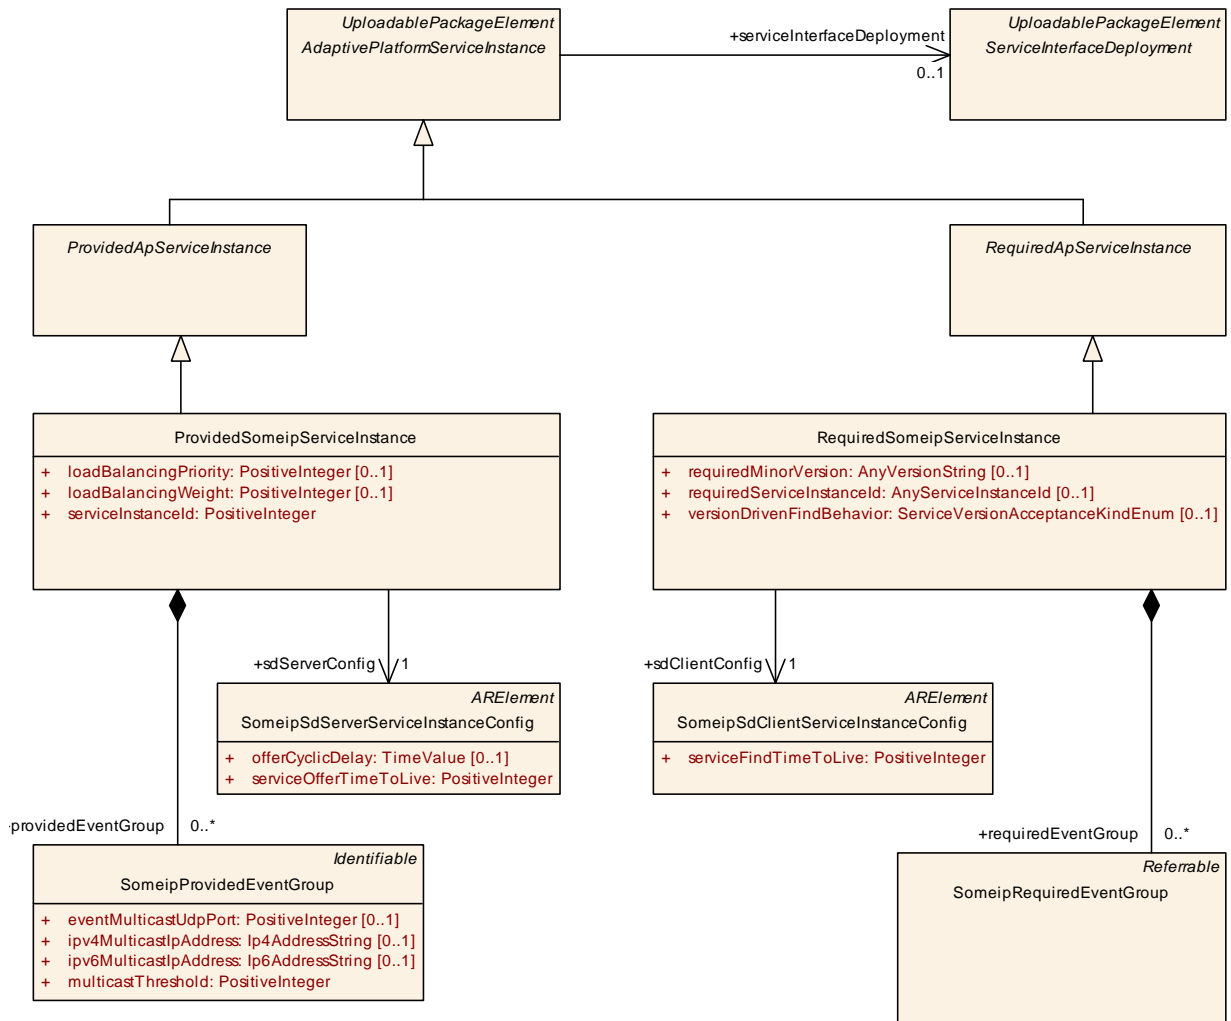 UploadablePackageElement
AdaptivePlatformServiceInstance
+serviceInterfaceDeployment
0..1
UploadablePackageElement
ServiceInterfaceDeployment
ProvidedApServiceInstance
RequiredApServiceInstance
ProvidedSomeipServiceInstance
+ loadBalancingPriority: PositiveInteger [0..1]
+ loadBalancingWeight: PositiveInteger [0..1]
+ serviceInstanceId: PositiveInteger
RequiredSomeipServiceInstance
+ requiredMinorVersion: AnyVersionString [0..1]
+ requiredServiceInstanceId: AnyServiceInstanceId [0..1]
+ versionDrivenFindBehavior: ServiceVersionAcceptanceKindEnum [0..1]
+sdServerConfig 1
+sdClientConfig 1
ARElement
SomeipSdServerServiceInstanceConfig
+ offerCyclicDelay: TimeValue [0..1]
+ serviceOfferTimeToLive: PositiveInteger
ARElement
SomeipSdClientServiceInstanceConfig
+ serviceFindTimeToLive: PositiveInteger
+providedEventGroup 0..*
+requiredEventGroup 0..*
Identifiable
SomeipProvidedEventGroup
+ eventMulticastUdpPort: PositiveInteger [0..1]
+ ipv4MulticastIpAddress: Ip4AddressString [0..1]
+ ipv6MulticastIpAddress: Ip6AddressString [0..1]
+ multicastThreshold: PositiveInteger
Referrable
SomeipRequiredEventGroup